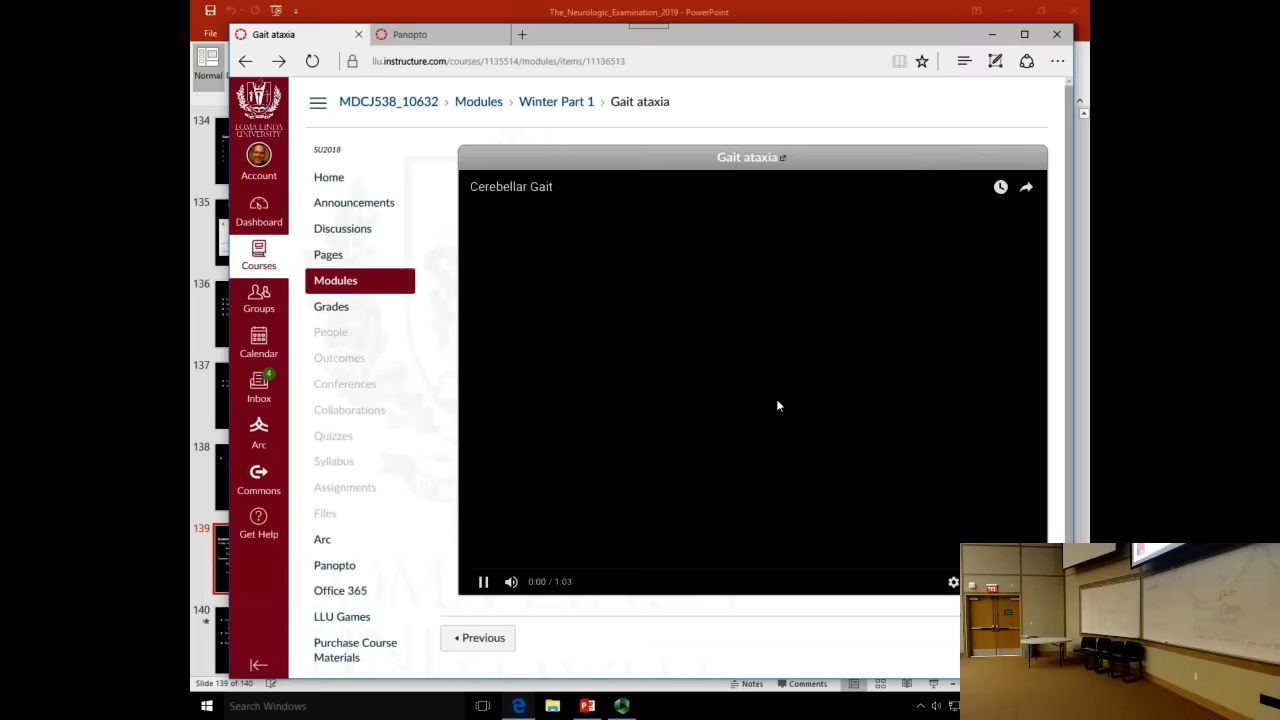 The_Neurologic_Examination_2019 - PowerPoint
File
Gait ataxia
Panopto
Normal
llu.instructure.com/courses/1135514/modules/items/11136513
LOMA LINDA
UNIVERSITY
MDCJ538_10632 > Modules > Winter Part 1 > Gait ataxia
134
135
136
137
138
139
140
Account
Dashboard
Courses
Groups
Calendar
4
Inbox
Arc
Commons
Get Help
SU2018
Home
Announcements
Discussions
Pages
Modules
Grades
People
Outcomes
Conferences
Collaborations
Quizzes
Syllabus
Assignments
Files
Arc
Panopto
Office 365
LLU Games
Purchase Course
Materials
Gait ataxia
Cerebellar Gait
0:00 / 1:03
Previous
Slide 139 of 140
Notes
Comments
Search Windows